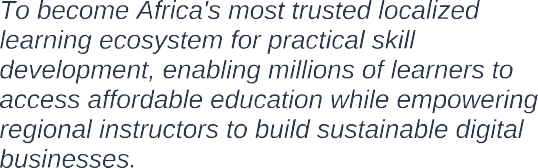 To become Africa's most trusted localized
learning ecosystem for practical skill
development, enabling millions of learners to
access affordable education while empowering
regional instructors to build sustainable digital
businesses.